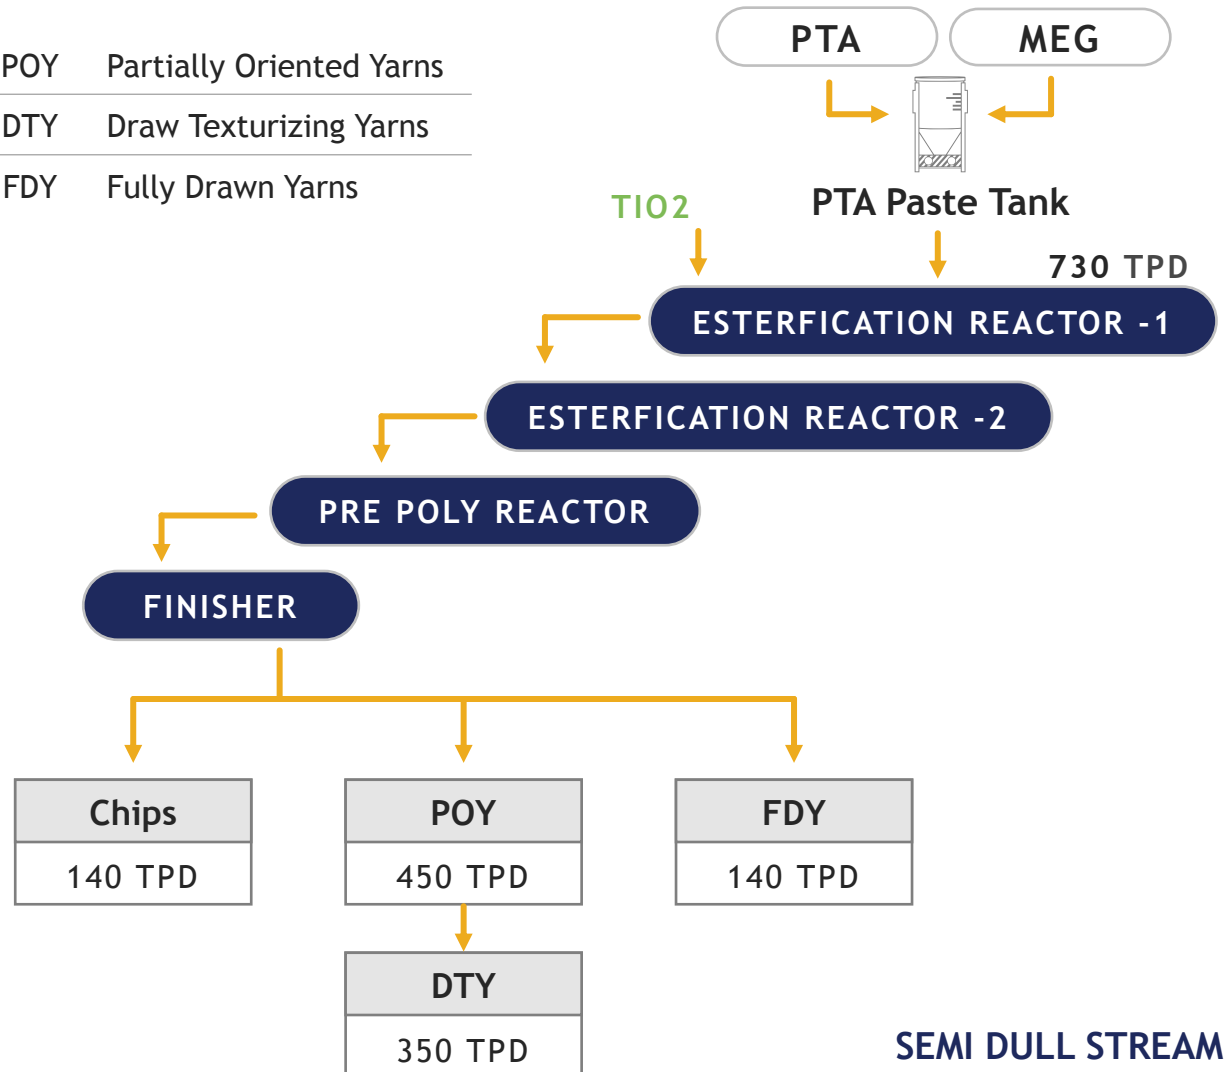 PTA
MEG
POY Partially Oriented Yarns
DTY Draw Texturizing Yarns
FDY Fully Drawn Yarns
TIO2
PTA Paste Tank
730 TPD
ESTERFICATION REACTOR -1
ESTERFICATION REACTOR -2
PRE POLY REACTOR
FINISHER
Chips
140 TPD
POY
450 TPD
FDY
140 TPD
DTY
350 TPD
SEMI DULL STREAM